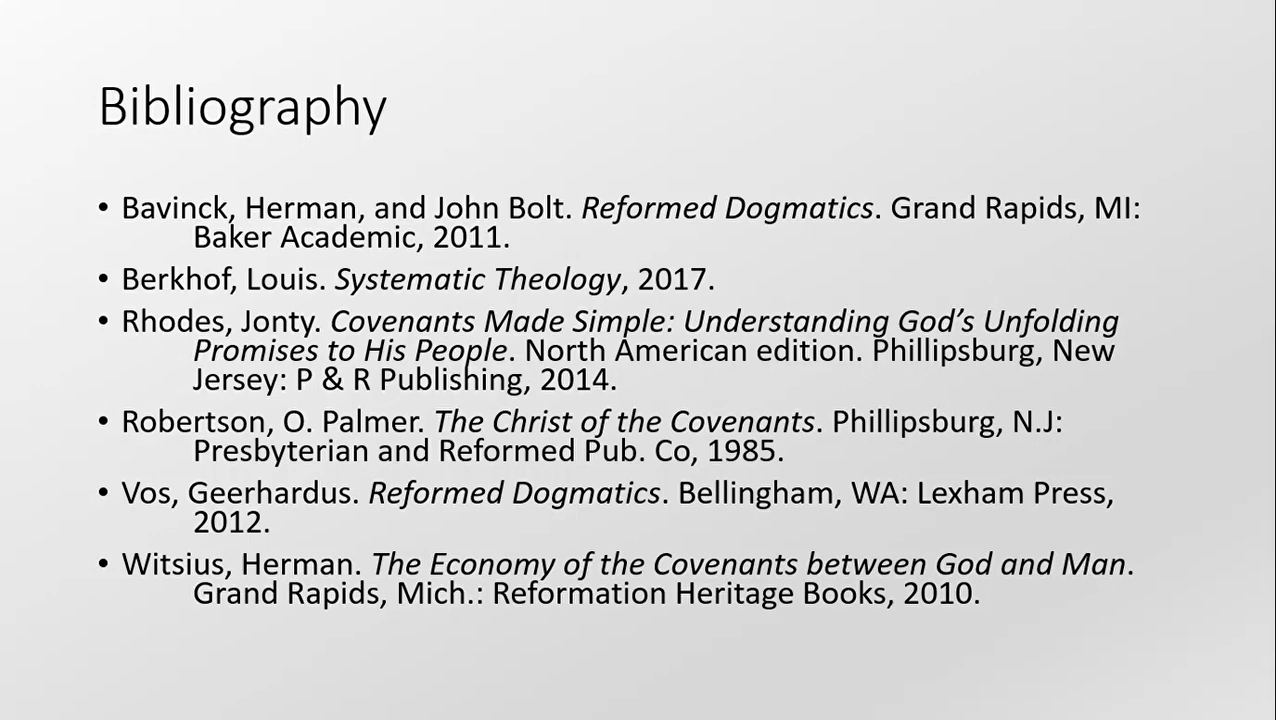 Bibliography
• Bavinck, Herman, and John Bolt. Reformed Dogmatics. Grand Rapids, MI:
Baker Academic, 2011.
• Berkhof, Louis. Systematic Theology, 2017.
• Rhodes, Jonty. Covenants Made Simple: Understanding God’s Unfolding
Promises to His People. North American edition. Phillipsburg, New
Jersey: P & R Publishing, 2014.
• Robertson, O. Palmer. The Christ of the Covenants. Phillipsburg, N.J:
Presbyterian and Reformed Pub. Co, 1985.
• Vos, Geerhardus. Reformed Dogmatics. Bellingham, WA: Lexham Press,
2012.
• Witsius, Herman. The Economy of the Covenants between God and Man.
Grand Rapids, Mich.: Reformation Heritage Books, 2010.